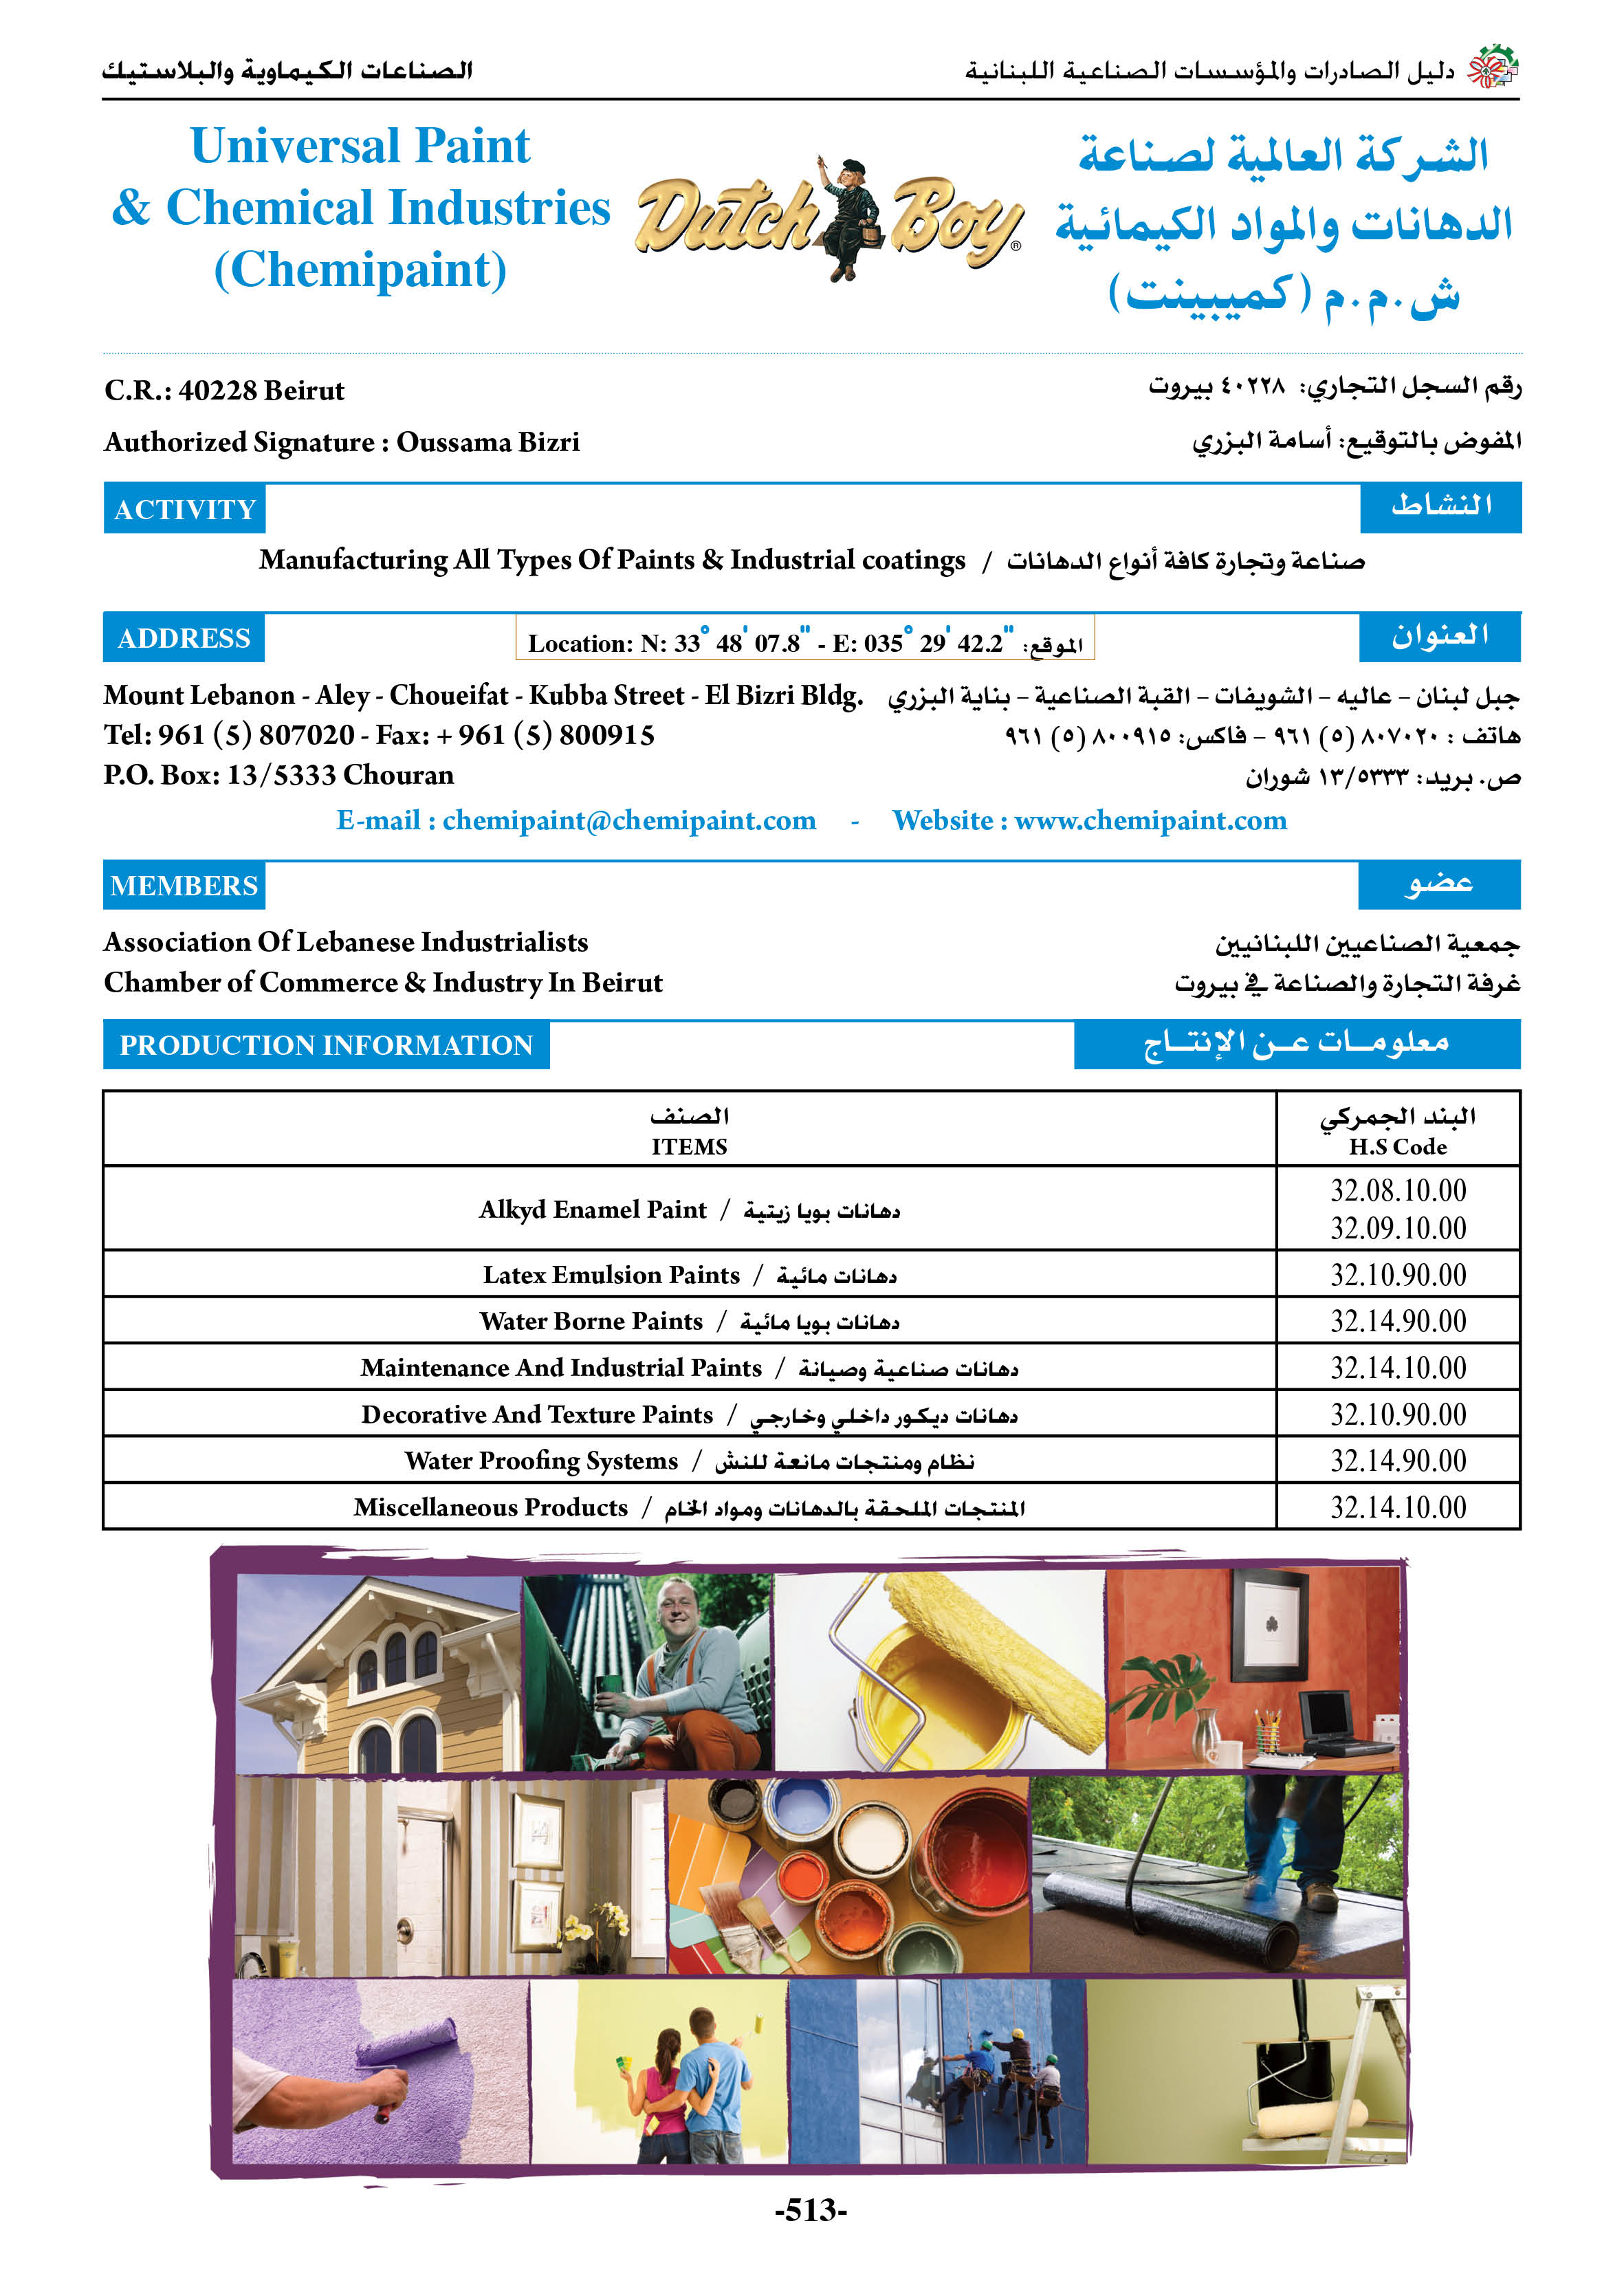 الصناعات الكيماوية والبلاستيك
دليل الصادرات والمؤسسات الصناعية اللبنانية
Universal Paint
& Chemical Industries
(Chemipaint)
Dutch Boy®
الشركة العالمية لصناعة
الدهانات والمواد الكيمائية
ش.م.م (كميبينت)
C.R.: 40228 Beirut
رقم السجل التجاري: ٤٠٢٢٨ بيروت
Authorized Signature : Oussama Bizri
المفوض بالتوقيع: أسامة البزري
ACTIVITY
النشاط
Manufacturing All Types Of Paints & Industrial coatings / صناعة وتجارة كافة أنواع الدهانات
ADDRESS
Location: N: 33° 48' 07.8" - E: 035° 29' 42.2" الموقع:
العنوان
Mount Lebanon - Aley - Choueifat - Kubba Street - El Bizri Bldg.
جبل لبنان - عاليه - الشويفات - القبة الصناعية - بناية البزري
Tel: 961 (5) 807020 - Fax: + 961 (5) 800915
هاتف : ٨٠٧٠٢٠ (٥) ٩٦١ - فاكس: ٨٠٠٩١٥ (٥) ٩٦١
P.O. Box: 13/5333 Chouran
ص. بريد: ١٣/٥٣٣٣ شوران
E-mail : chemipaint@chemipaint.com - Website : www.chemipaint.com
MEMBERS
عضو
Association Of Lebanese Industrialists
جمعية الصناعيين اللبنانيين
Chamber of Commerce & Industry In Beirut
غرفة التجارة والصناعة في بيروت
PRODUCTION INFORMATION
معلومـات عـن الإنتـاج
الصنف
ITEMS
البند الجمركي
H.S Code
Alkyd Enamel Paint / دهانات بويا زيتية
32.08.10.00
32.09.10.00
Latex Emulsion Paints / دهانات مائية
32.10.90.00
Water Borne Paints / دهانات بويا مائية
32.14.90.00
Maintenance And Industrial Paints / دهانات صناعية وصيانة
32.14.10.00
Decorative And Texture Paints / دهانات ديكور داخلي وخارجي
32.10.90.00
Water Proofing Systems / نظام ومنتجات مانعة للنش
32.14.90.00
Miscellaneous Products / المنتجات الملحقة بالدهانات ومواد الخام
32.14.10.00
-513-